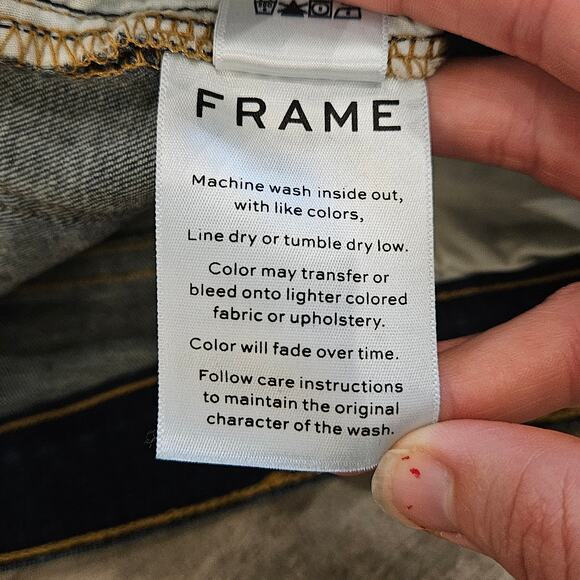 FRAME
Machine wash inside out,
with like colors,
Line dry or tumble dry low.
Color may transfer or
bleed onto lighter colored
fabric or upholstery.
Color will fade over time.
Follow care instructions
to maintain the original
character of the wash.